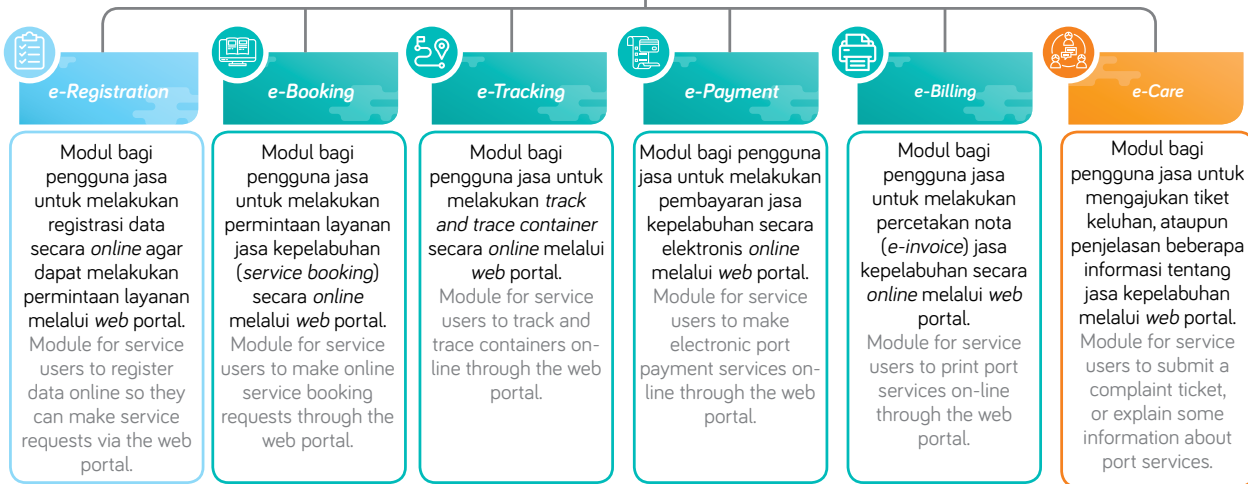 e-Registration
Modul bagi
pengguna jasa
untuk melakukan
registrasi data
secara online agar
dapat melakukan
permintaan layanan
melalui web portal.
Module for service
users to register
data online so they
can make service
requests via the web
portal.
e-Booking
Modul bagi
pengguna jasa
untuk melakukan
permintaan layanan
jasa kepelabuhan
(service booking)
secara online
melalui web portal.
Module for service
users to make online
service booking
requests through the
web portal.
e-Tracking
Modul bagi
pengguna jasa untuk
melakukan track
and trace container
secara online melalui
web portal.
Module for service
users to track and
trace containers on-
line through the web
portal.
e-Payment
Modul bagi pengguna
jasa untuk melakukan
pembayaran jasa
kepelabuhan secara
elektronis online
melalui web portal.
Module for service
users to make
electronic port
payment services on-
line through the web
portal.
e-Billing
Modul bagi
pengguna jasa
untuk melakukan
percetakan nota
(e-invoice) jasa
kepelabuhan secara
online melalui web
portal.
Module for service
users to print port
services on-line
through the web
portal.
e-Care
Modul bagi
pengguna jasa untuk
mengajukan tiket
keluhan, ataupun
penjelasan beberapa
informasi tentang
jasa kepelabuhan
melalui web portal.
Module for service
users to submit a
complaint ticket,
or explain some
information about
port services.